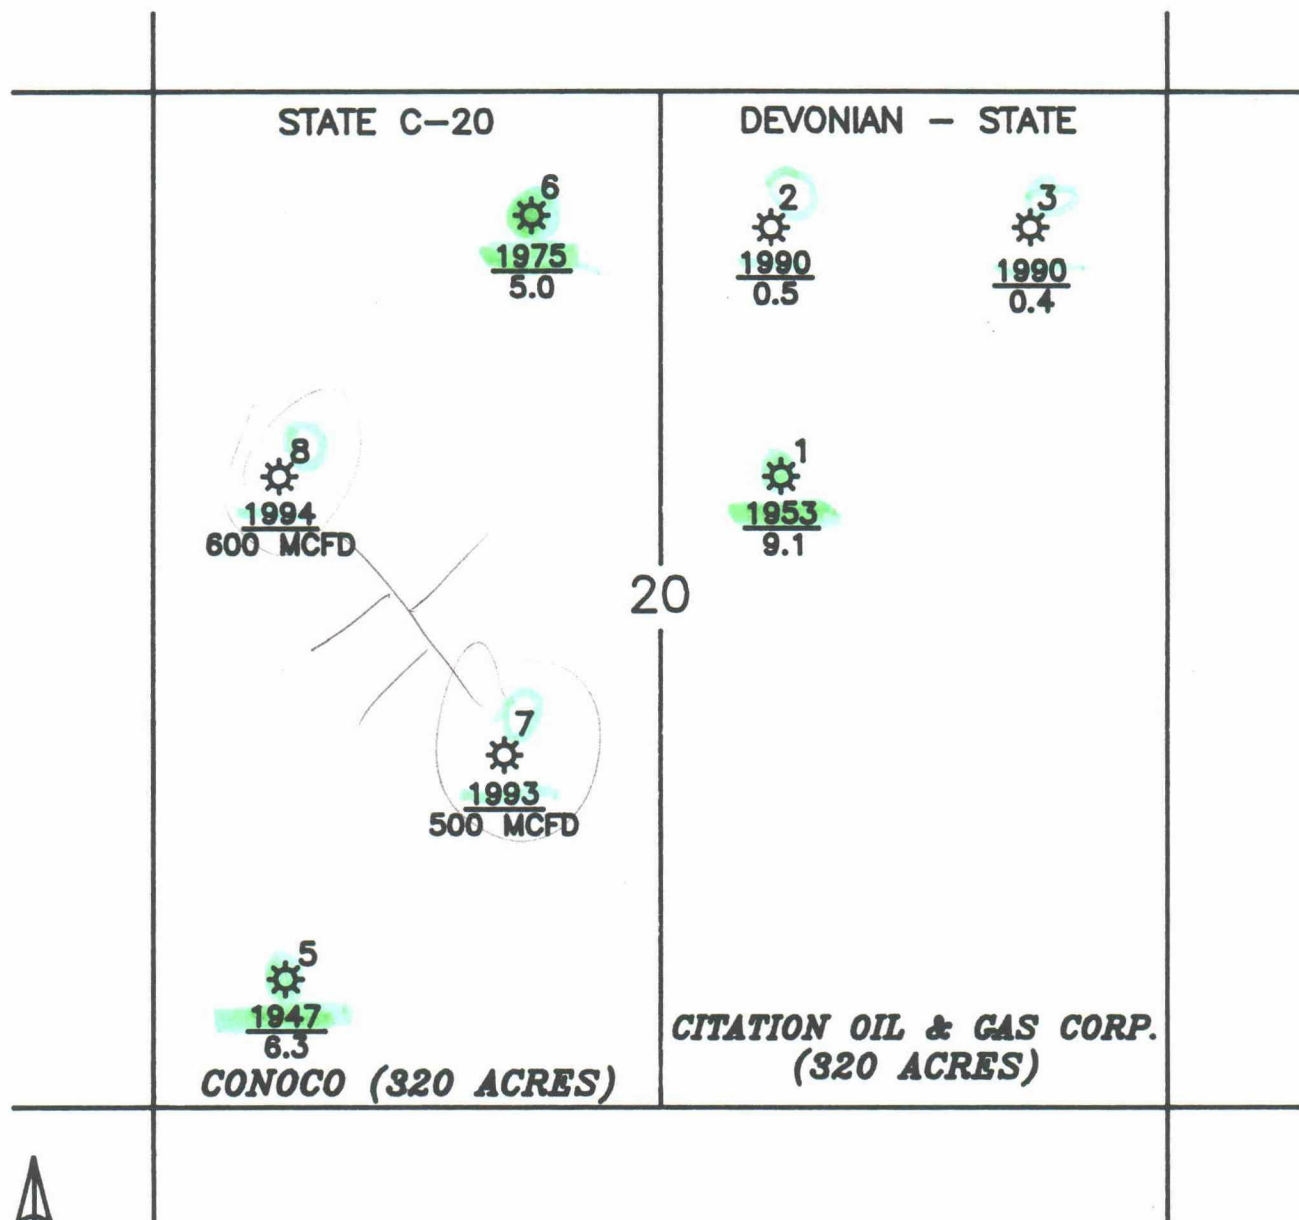 STATE C-20
DEVONIAN - STATE
6
1975
5.0
2
1990
0.5
3
1990
0.4
8
1994
600 MCFD
1
1953
9.1
20
7
1993
500 MCFD
5
1947
6.3
CONOCO (320 ACRES)
CITATION OIL & GAS CORP.
(320 ACRES)